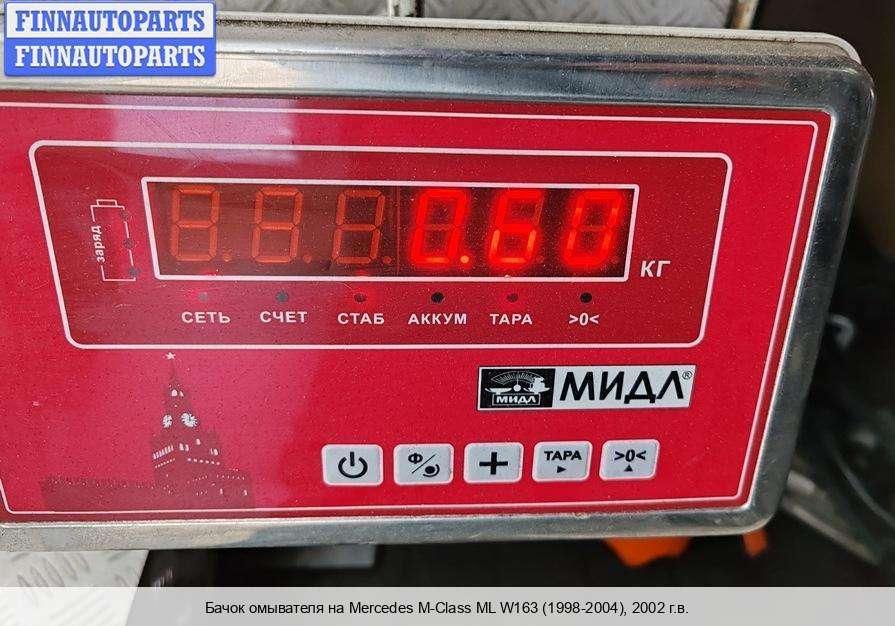 FINNAUTOPARTS
FINNAUTOPARTS
заряд
0.60
КГ
СЕТЬ СЧЕТ СТАБ АККУМ ТАРА >0<
МИДЛ МИДЛ®
Ф ТАРА >0<
Бачок омывателя на Mercedes M-Class ML W163 (1998-2004), 2002 г.в.